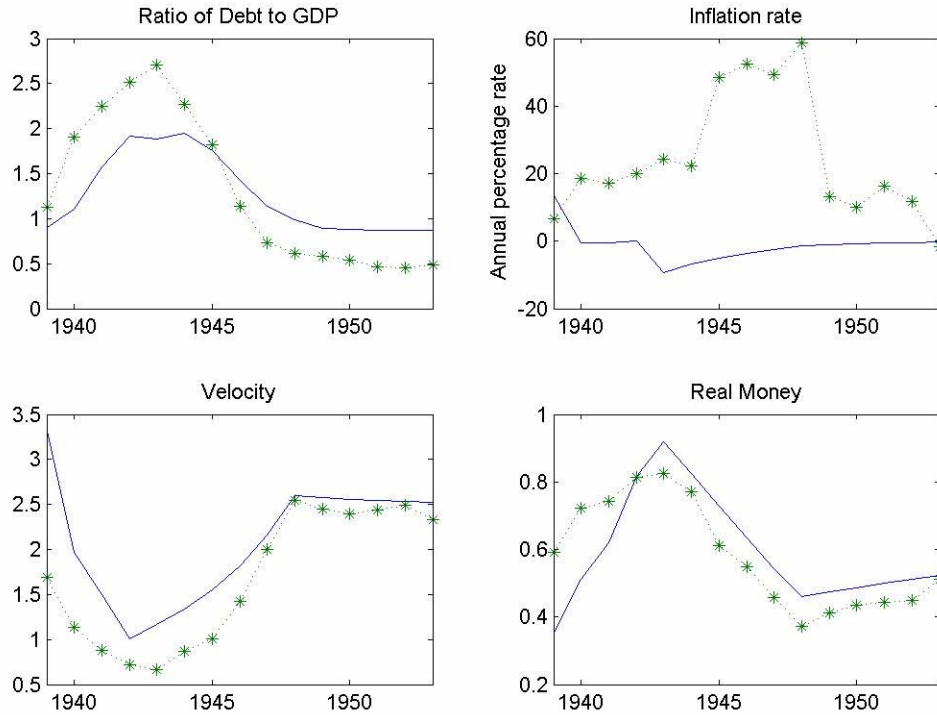 Ratio of Debt to GDP
3
2.5
2
1.5
1
0.5
0
1940 1945 1950
Inflation rate
Annual percentage rate
60
40
20
0
-20
1940 1945 1950
Velocity
3.5
3
2.5
2
1.5
1
0.5
1940 1945 1950
Real Money
1
0.8
0.6
0.4
0.2
1940 1945 1950